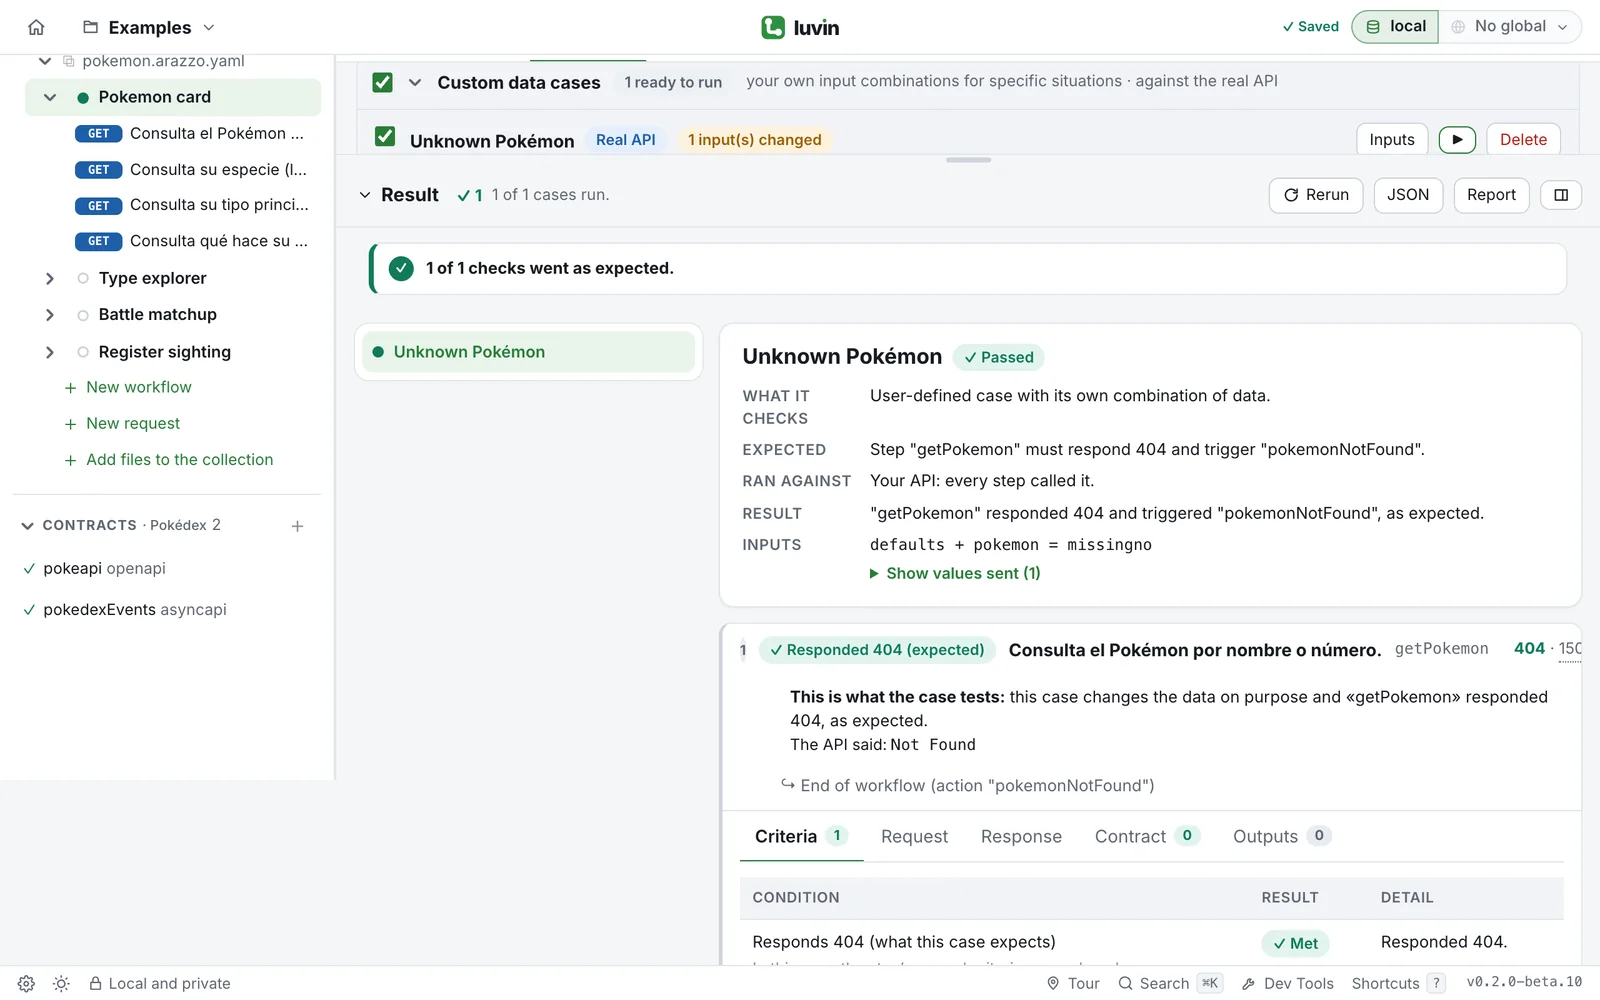 Examples
luvin
Saved
local
No global
pokemon.arazzo.yaml
Pokemon card
GET Consulta el Pokémon ...
GET Consulta su especie (l...
GET Consulta su tipo princi...
GET Consulta qué hace su ...
Type explorer
Battle matchup
Register sighting
+ New workflow
+ New request
+ Add files to the collection
CONTRACTS · Pokédex 2 +
pokeapi openapi
pokedexEvents asyncapi
Custom data cases 1 ready to run your own input combinations for specific situations · against the real API
Unknown Pokémon Real API 1 input(s) changed Inputs Delete
Result 1 1 of 1 cases run. Rerun JSON Report
1 of 1 checks went as expected.
Unknown Pokémon
Unknown Pokémon Passed
WHAT IT CHECKS User-defined case with its own combination of data.
EXPECTED Step "getPokemon" must respond 404 and trigger "pokemonNotFound".
RAN AGAINST Your API: every step called it.
RESULT "getPokemon" responded 404 and triggered "pokemonNotFound", as expected.
INPUTS defaults + pokemon = missingno
Show values sent (1)
1 Responded 404 (expected) Consulta el Pokémon por nombre o número. getPokemon 404 · 150
This is what the case tests: this case changes the data on purpose and «getPokemon» responded
404, as expected.
The API said: Not Found
End of workflow (action "pokemonNotFound")
Criteria 1 Request Response Contract 0 Outputs 0
CONDITION RESULT DETAIL
Responds 404 (what this case expects) Met Responded 404.
Local and private
Tour Search ⌘K Dev Tools Shortcuts ? v0.2.0-beta.10